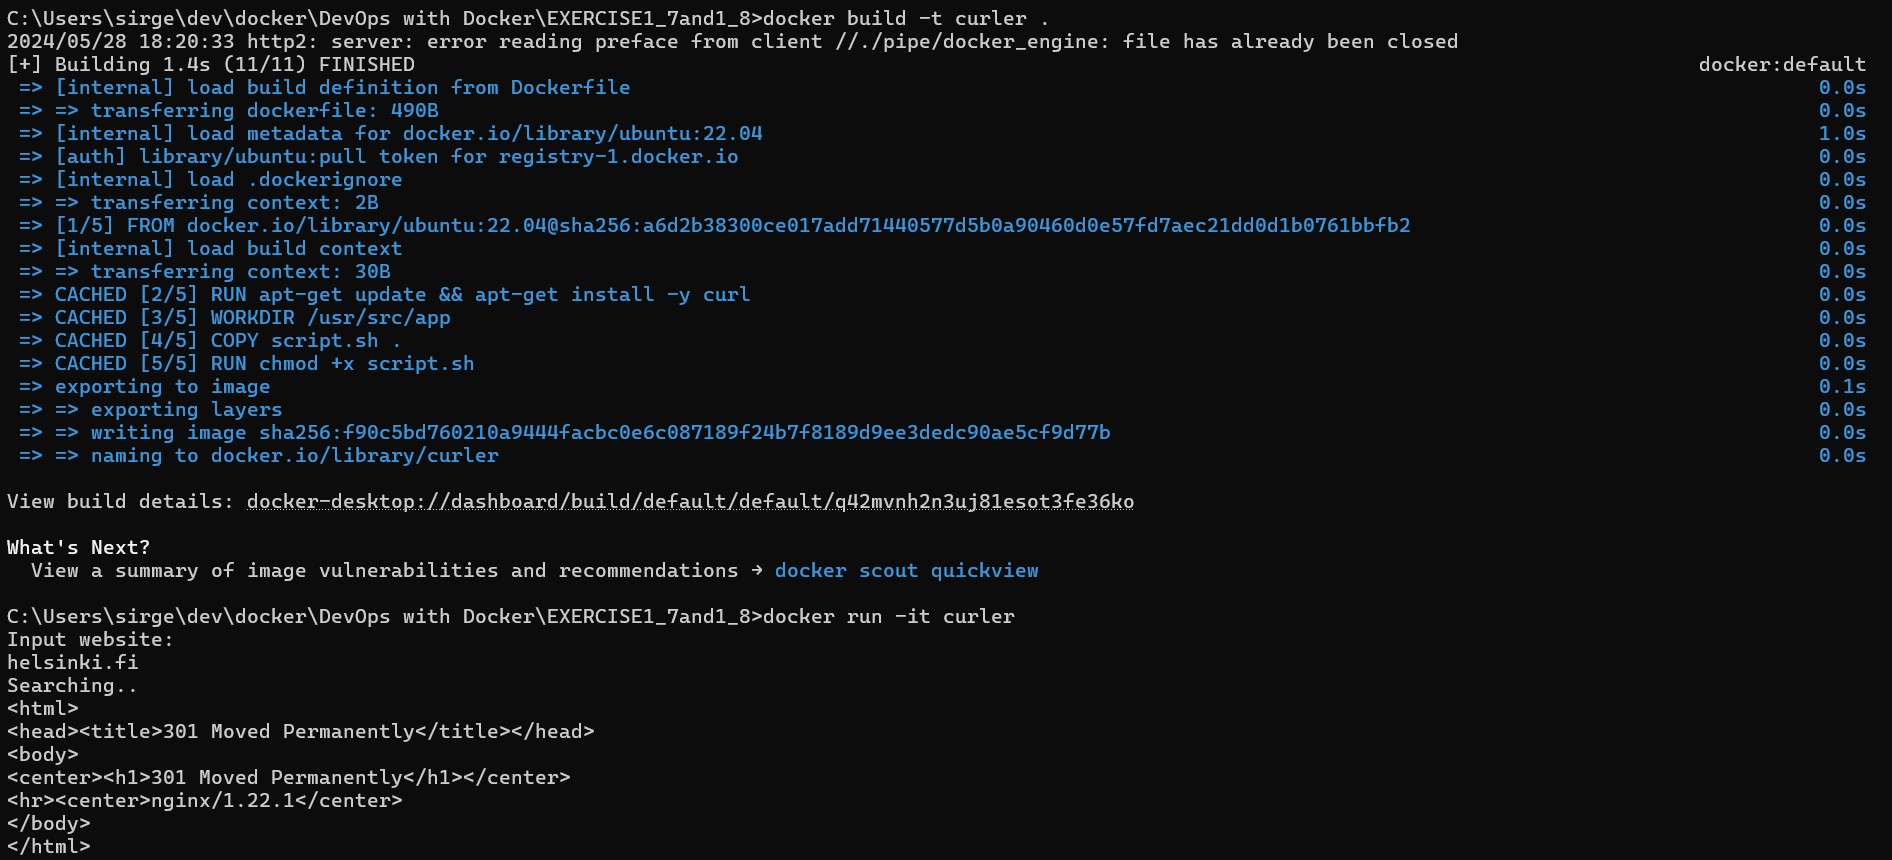 C:\Users\sirge\dev\docker\DevOps with Docker\EXERCISE1_7and1_8>docker build -t curler .
2024/05/28 18:20:33 http2: server: error reading preface from client //./pipe/docker_engine: file has already been closed
[+] Building 1.4s (11/11) FINISHED docker:default
=> [internal] load build definition from Dockerfile 0.0s
=> => transferring dockerfile: 490B 0.0s
=> [internal] load metadata for docker.io/library/ubuntu:22.04 1.0s
=> [auth] library/ubuntu:pull token for registry-1.docker.io 0.0s
=> [internal] load .dockerignore 0.0s
=> => transferring context: 2B 0.0s
=> [1/5] FROM docker.io/library/ubuntu:22.04@sha256:a6d2b38300ce017add71440577d5b0a90460d0e57fd7aec21dd0d1b0761bbfb2 0.0s
=> [internal] load build context 0.0s
=> => transferring context: 30B 0.0s
=> CACHED [2/5] RUN apt-get update && apt-get install -y curl 0.0s
=> CACHED [3/5] WORKDIR /usr/src/app 0.0s
=> CACHED [4/5] COPY script.sh . 0.0s
=> CACHED [5/5] RUN chmod +x script.sh 0.0s
=> exporting to image 0.1s
=> => exporting layers 0.0s
=> => writing image sha256:f90c5bd760210a9444facbc0e6c087189f24b7f8189d9ee3dedc90ae5cf9d77b 0.0s
=> => naming to docker.io/library/curler 0.0s
View build details: docker-desktop://dashboard/build/default/default/q42mvnh2n3uj81esot3fe36ko
What's Next?
View a summary of image vulnerabilities and recommendations → docker scout quickview
C:\Users\sirge\dev\docker\DevOps with Docker\EXERCISE1_7and1_8>docker run -it curler
Input website:
helsinki.fi
Searching..
<html>
<head><title>301 Moved Permanently</title></head>
<body>
<center><h1>301 Moved Permanently</h1></center>
<hr><center>nginx/1.22.1</center>
</body>
</html>